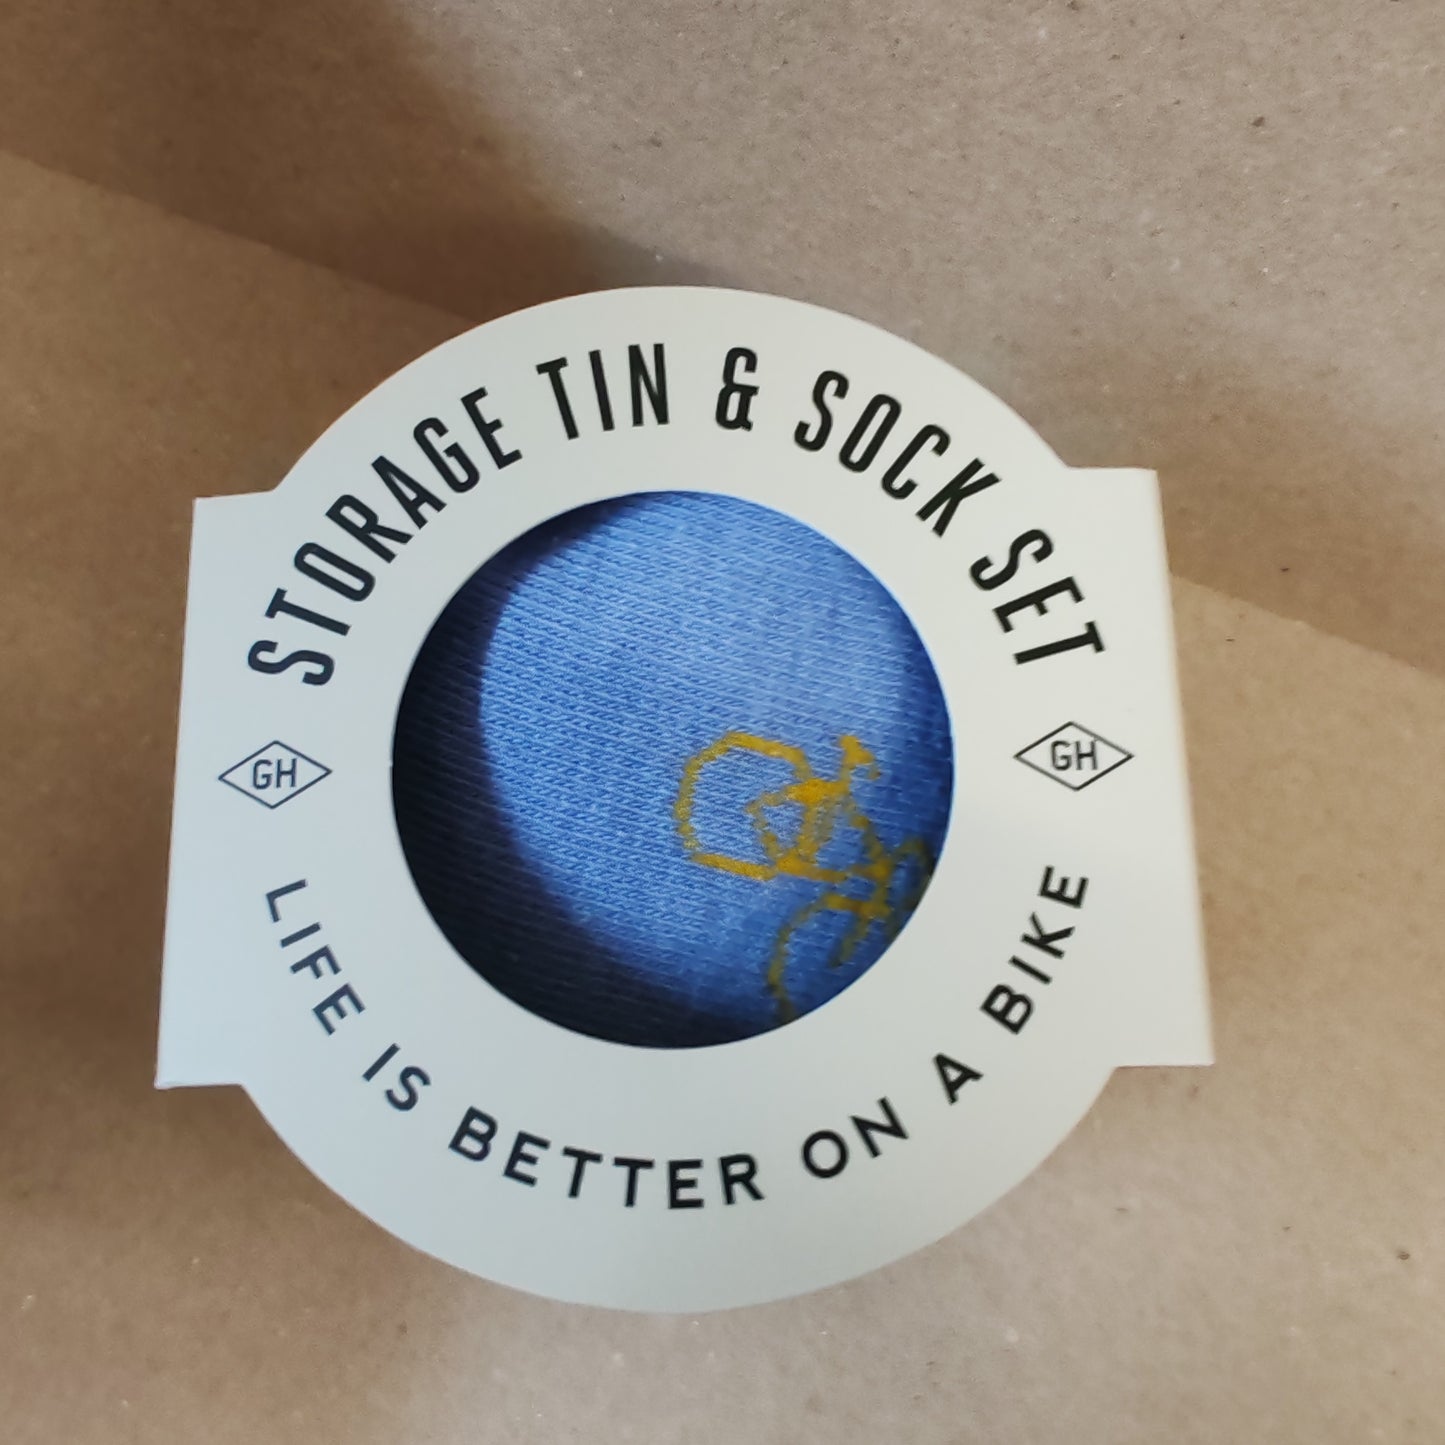 STORAGE TIN & SOCK SET
GH
GH
LIFE IS BETTER ON A BIKE